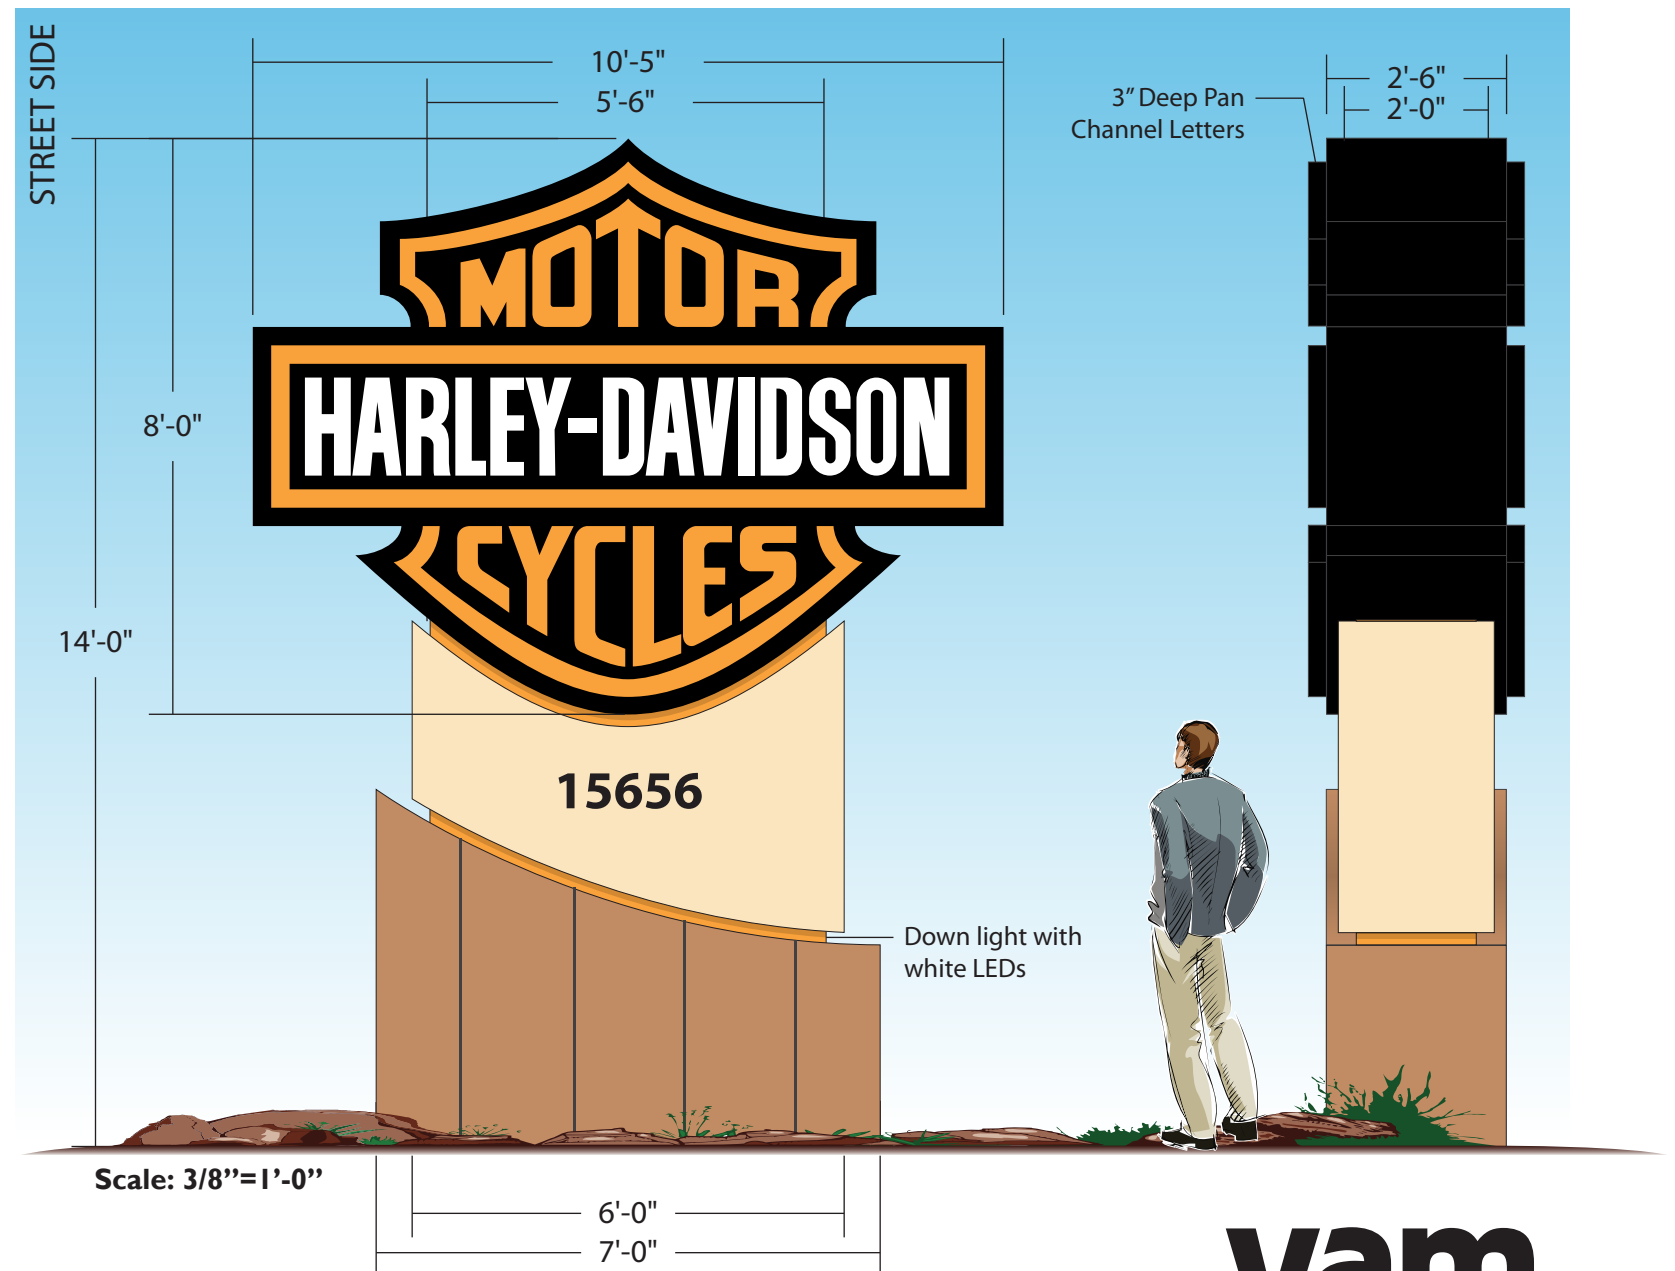 STREET SIDE
10'-5"
5'-6"
2'-6"
2'-0"
3" Deep Pan
Channel Letters
MOTOR
HARLEY-DAVIDSON
CYCLES
8'-0"
14'-0"
15656
Down light with
white LEDs
Scale: 3/8’’=1’-0’’
6'-0"
7'-0"
yam